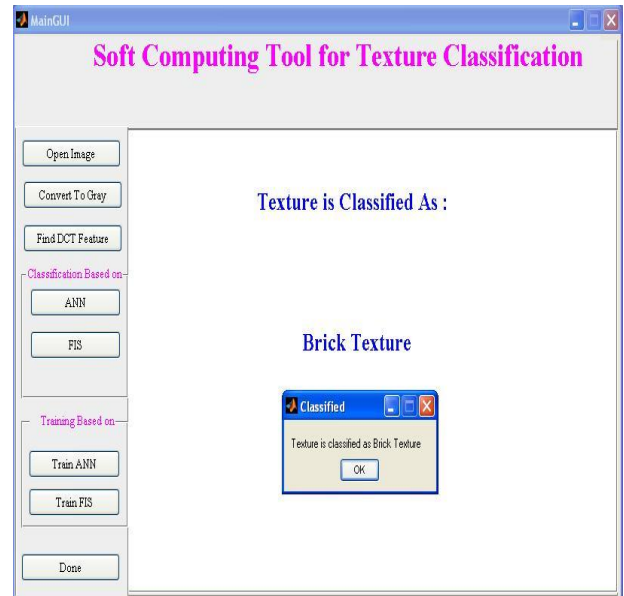 MainGUI
Soft Computing Tool for Texture Classification
Open Image
Convert To Gray
Find DCT Feature
Classification Based on
ANN
FIS
Training Based on
Train ANN
Train FIS
Done
Texture is Classified As :
Brick Texture
Classified
Texture is classified as Brick Texture
OK